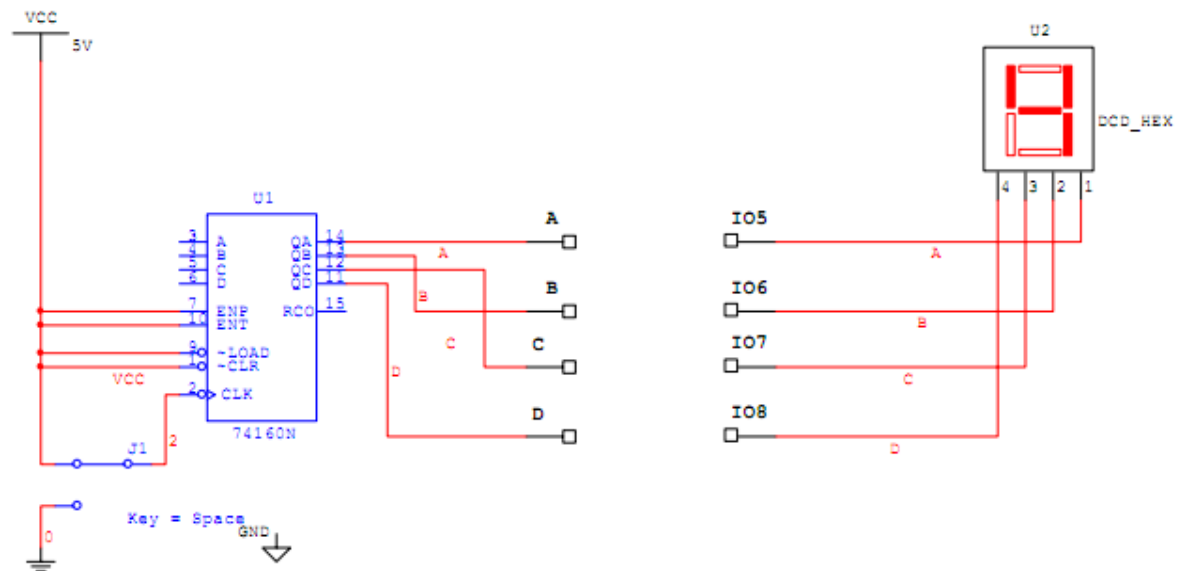 VCC
5V
U2
DCD_HEX
4 3 2 1
U1
3 A QA 14
4 B QB 13
5 C QC 12
6 D QD 11
7 ENP RCO 15
10 ENT
9 ~LOAD
1 ~CLR
2 CLK
74160N
VCC
2
J1
Key = Space
0
GND
A
B
C
D
A
B
C
D
IO5
IO6
IO7
IO8
A
B
C
D